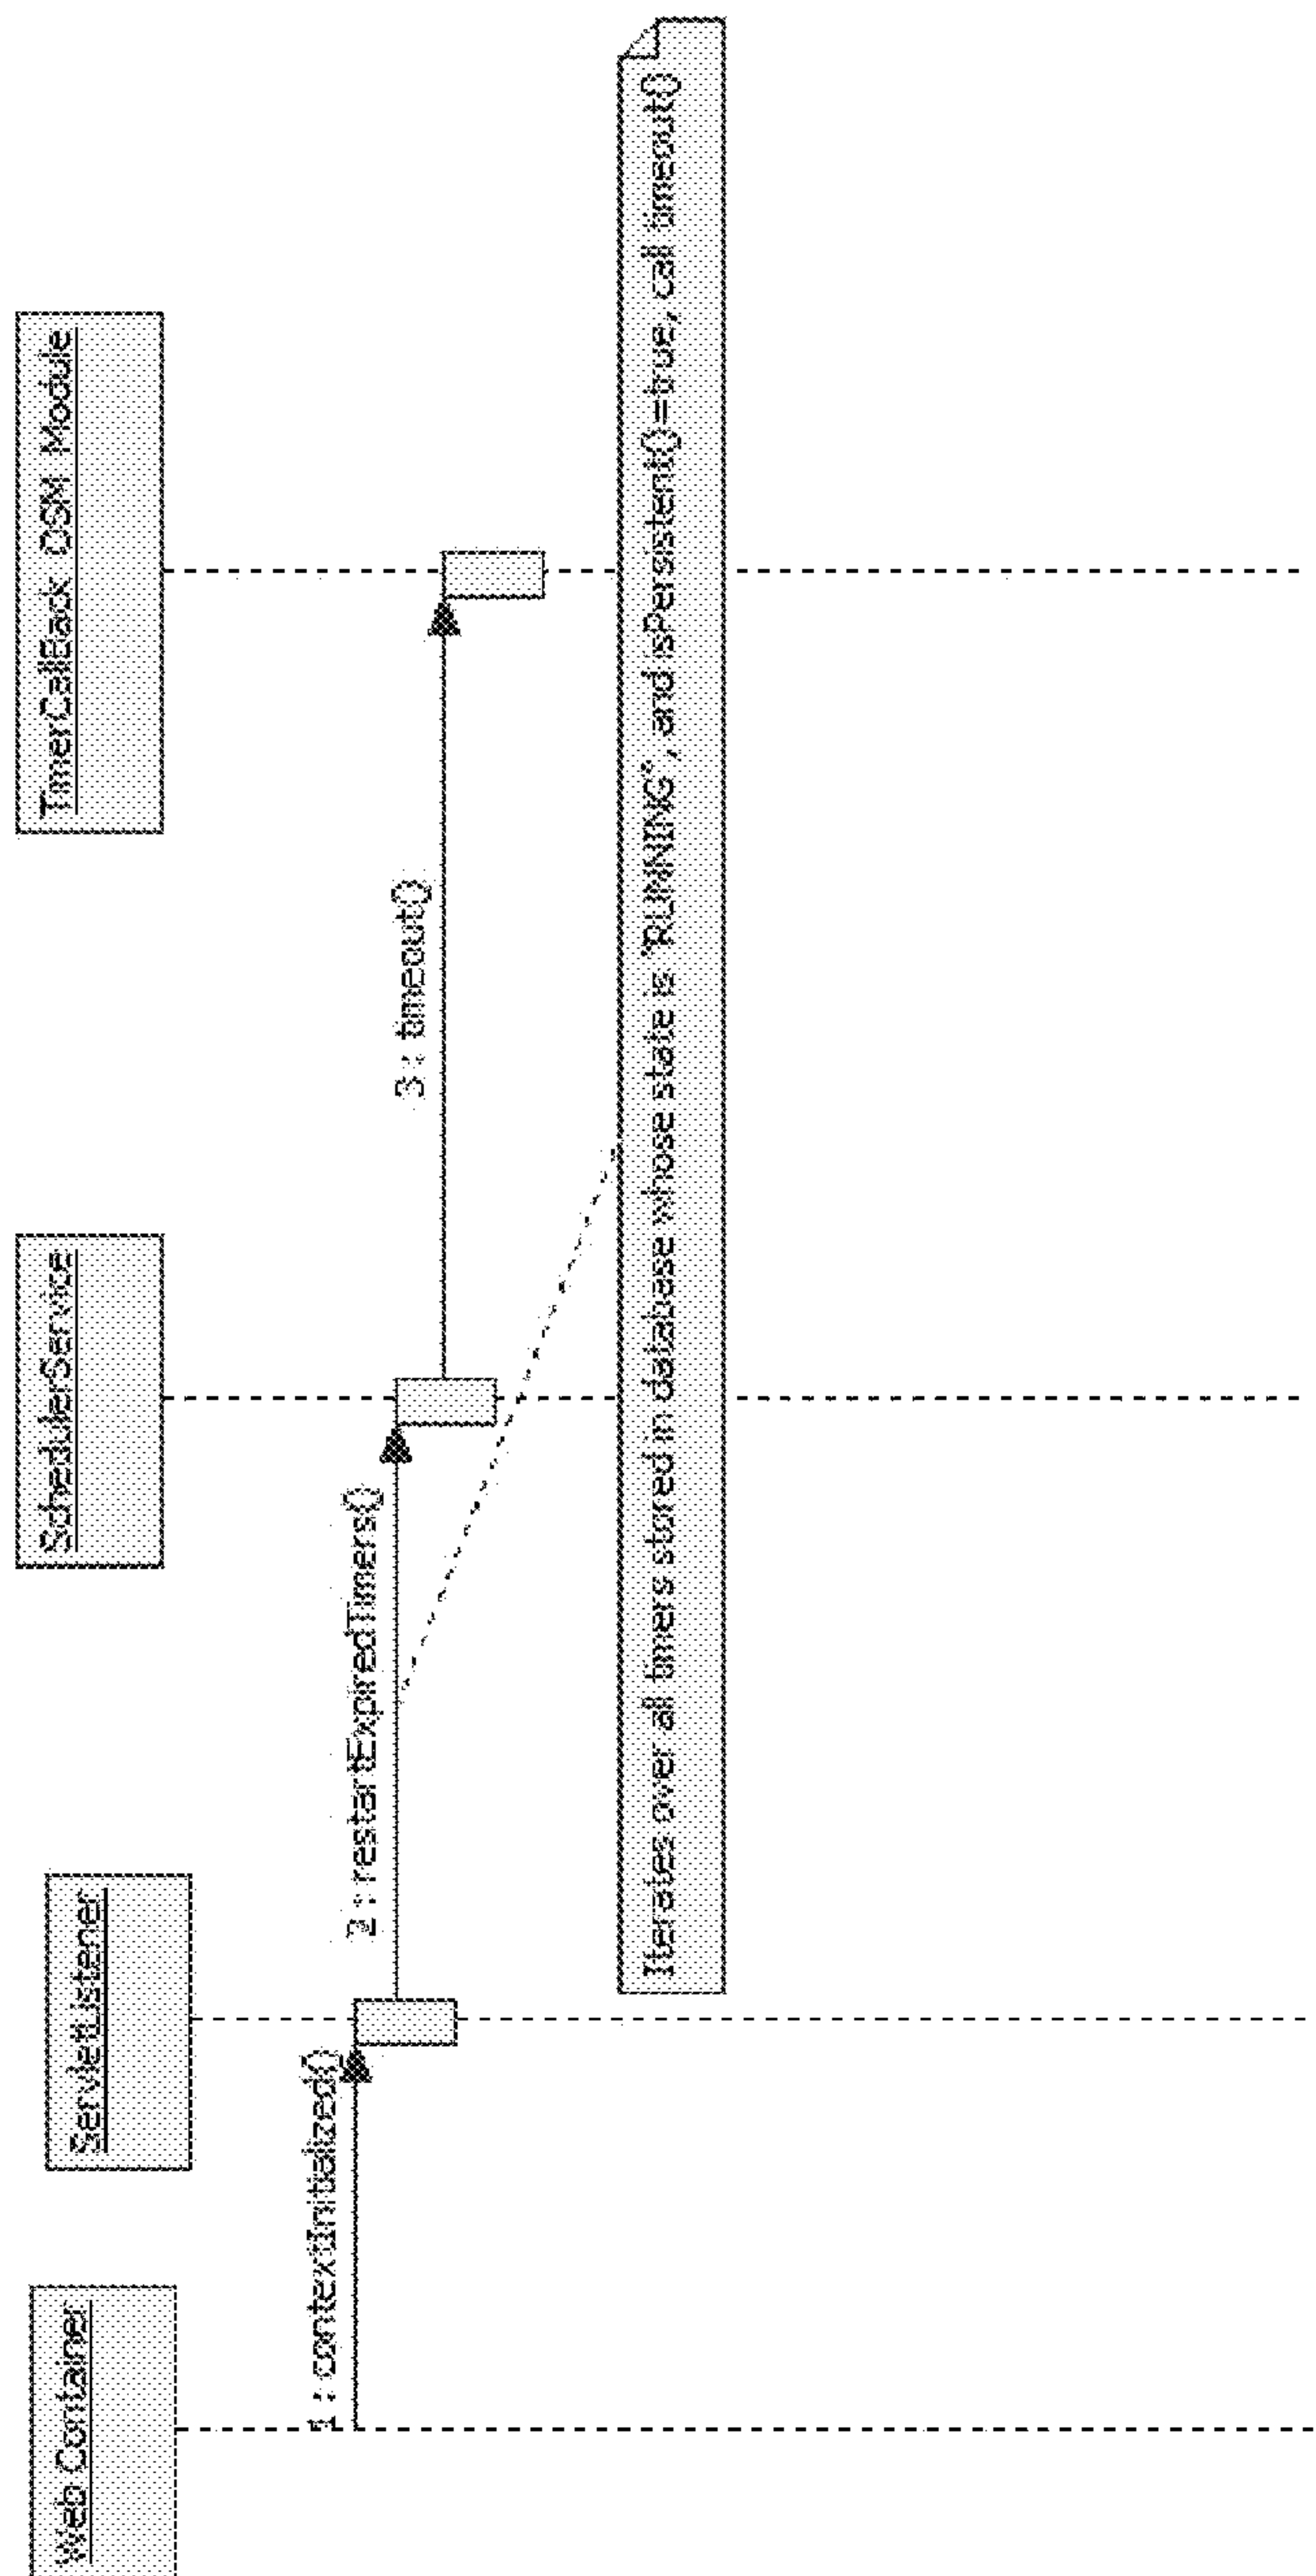 Web Container
ServletListener
SchedulerService
TimerCallBack OSM Module
1 : contextInitialized()
2 : restartExpiredTimers()
3 : timeout()
Iterates over all timers stored in database whose state is "RUNNING", and isPersistent()=true, call timeout()